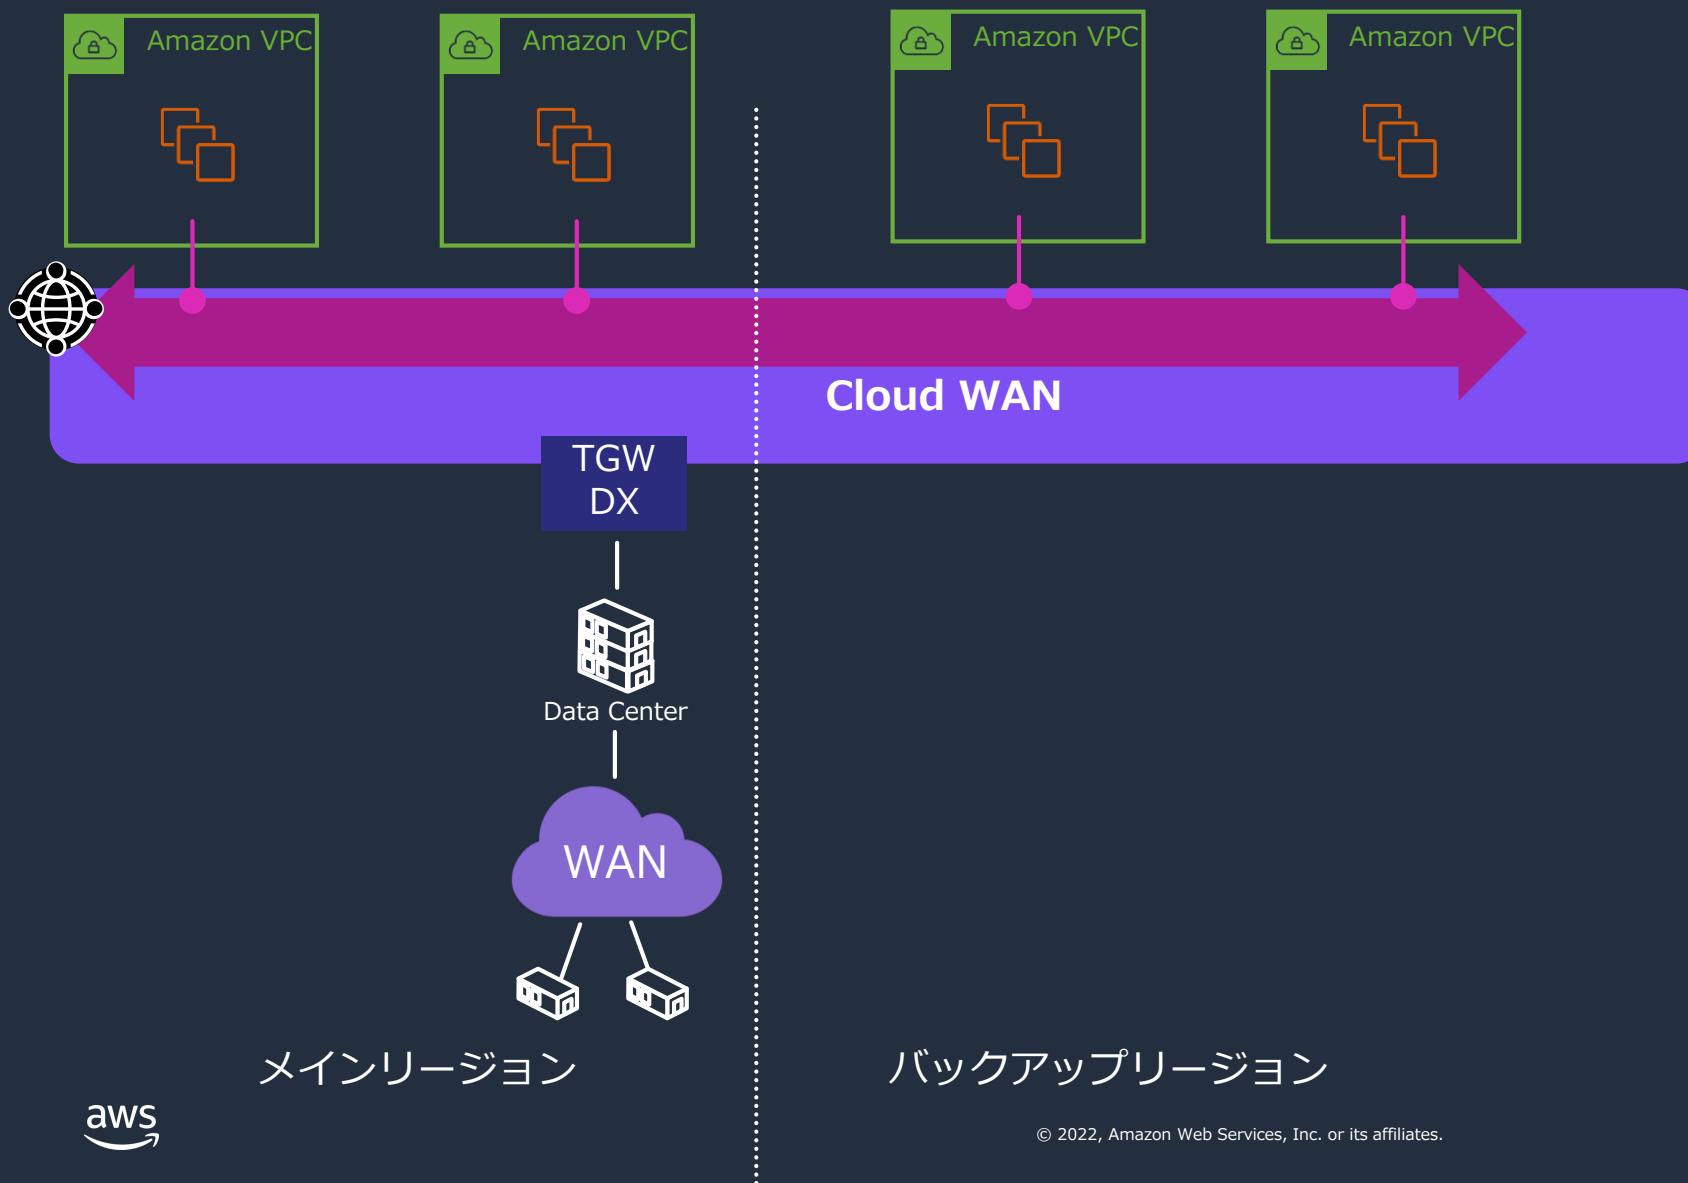 Amazon VPC
Amazon VPC
Amazon VPC
Amazon VPC
Cloud WAN
TGW
DX
Data Center
WAN
メインリージョン
バックアップリージョン
aws
© 2022, Amazon Web Services, Inc. or its affiliates.